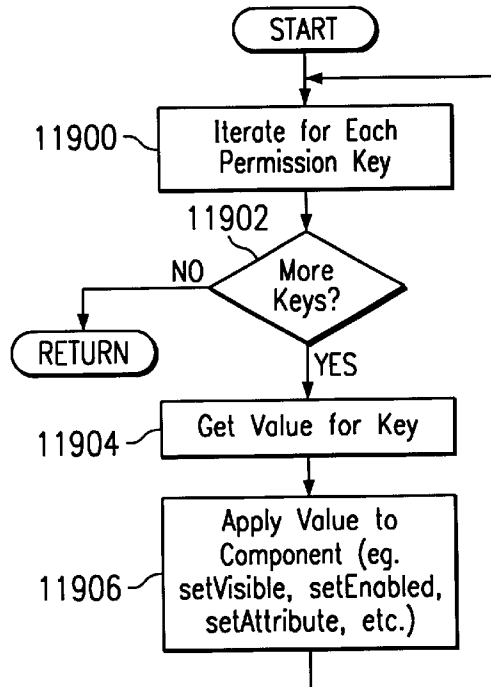 START
11900
Iterate for Each
Permission Key
11902
NO
More
Keys?
RETURN
YES
11904
Get Value for Key
Apply Value to
Component (eg.
11906
setVisible, setEnabled,
setAttribute, etc.)